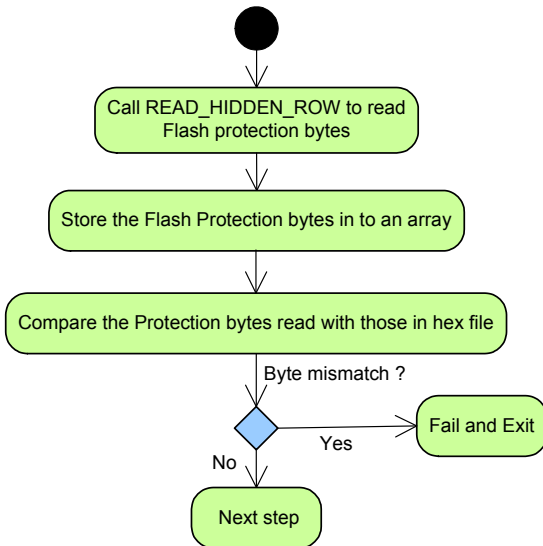 Call READ_HIDDEN_ROW to read
Flash protection bytes
Store the Flash Protection bytes in to an array
Compare the Protection bytes read with those in hex file
Byte mismatch ?
Fail and Exit
Yes
No
Next step